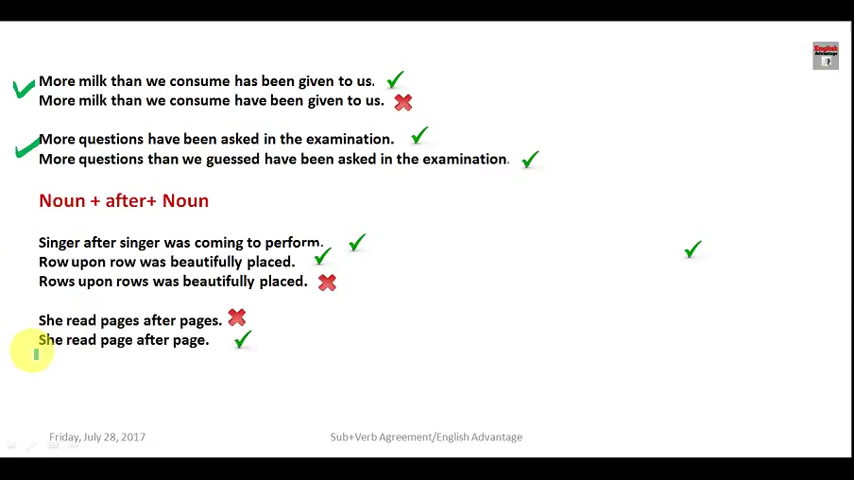 English
Advantage
More milk than we consume has been given to us.
More milk than we consume have been given to us.
More questions have been asked in the examination.
More questions than we guessed have been asked in the examination.
Noun + after+ Noun
Singer after singer was coming to perform.
Row upon row was beautifully placed.
Rows upon rows was beautifully placed.
She read pages after pages.
She read page after page.
Friday, July 28, 2017
Sub+Verb Agreement/English Advantage